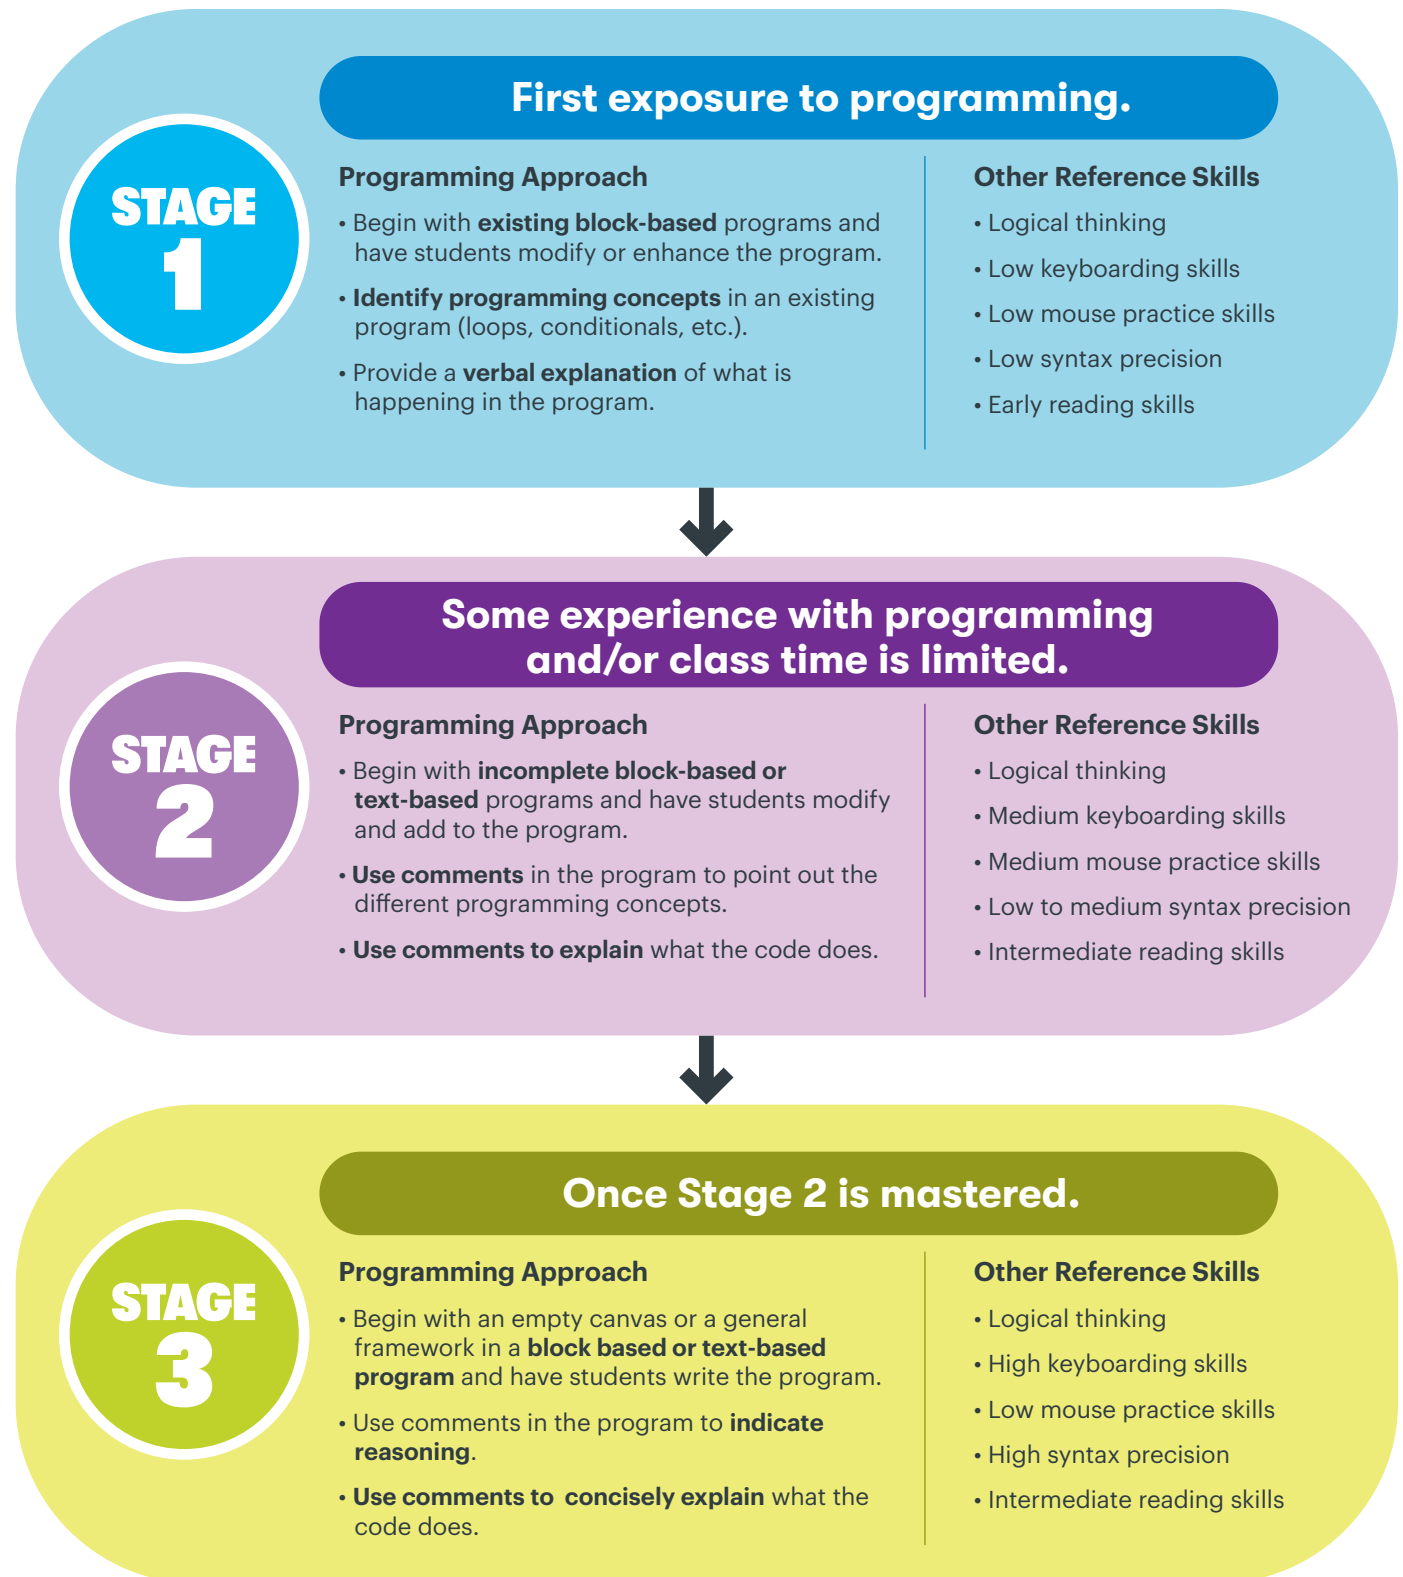 First exposure to programming.
STAGE
1
Programming Approach
• Begin with existing block-based programs and
have students modify or enhance the program.
• Identify programming concepts in an existing
program (loops, conditionals, etc.).
• Provide a verbal explanation of what is
happening in the program.
Other Reference Skills
• Logical thinking
• Low keyboarding skills
• Low mouse practice skills
• Low syntax precision
• Early reading skills
Some experience with programming
and/or class time is limited.
STAGE
2
Programming Approach
• Begin with incomplete block-based or
text-based programs and have students modify
and add to the program.
• Use comments in the program to point out the
different programming concepts.
• Use comments to explain what the code does.
Other Reference Skills
• Logical thinking
• Medium keyboarding skills
• Medium mouse practice skills
• Low to medium syntax precision
• Intermediate reading skills
Once Stage 2 is mastered.
STAGE
3
Programming Approach
• Begin with an empty canvas or a general
framework in a block based or text-based
program and have students write the program.
• Use comments in the program to indicate
reasoning.
• Use comments to concisely explain what the
code does.
Other Reference Skills
• Logical thinking
• High keyboarding skills
• Low mouse practice skills
• High syntax precision
• Intermediate reading skills